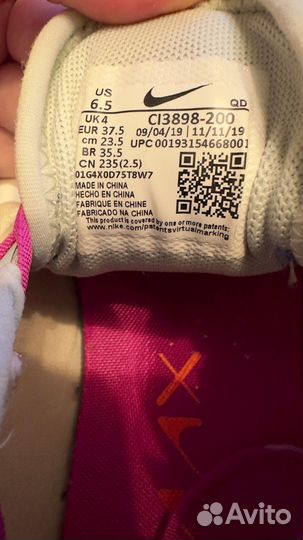 US
6.5
UK 4
EUR 37.5
cm 23.5
BR 35.5
CN 235(2.5)
QD
CI3898-200
09/04/19 | 11/11/19
UPC 00193154668001
01G4X0D75T8W7
MADE IN CHINA
HECHO EN CHINA
FABRIQUE EN CHINE
FABRICADO NA CHINA
This product is covered by one or more patents.
www.nike.com/patentsvirtualmarking
Avito